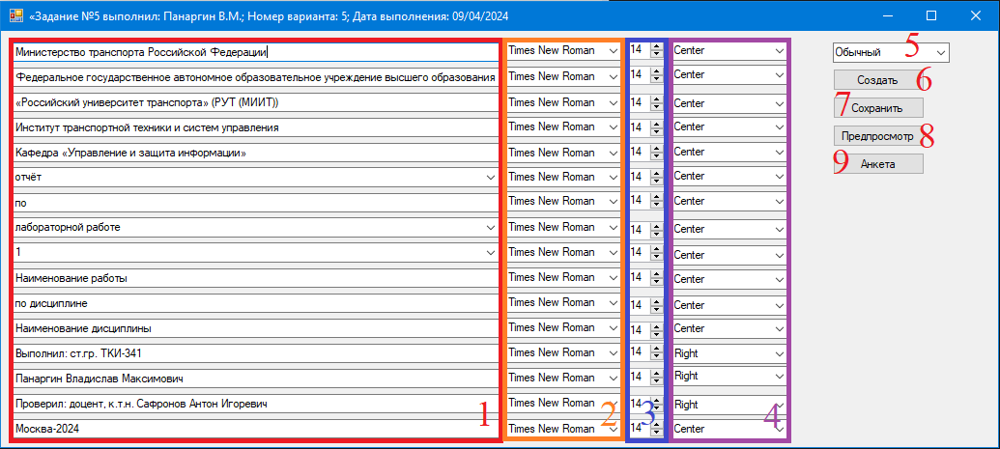 «Задание №5 выполнил: Панаргин В.М.; Номер варианта: 5; Дата выполнения: 09/04/2024
Министерство транспорта Российской Федерации Times New Roman 14 Center Обычный 5
Федеральное государственное автономное образовательное учреждение высшего образования Times New Roman 14 Center Создать 6
«Российский университет транспорта» (РУТ (МИИТ)) Times New Roman 14 Center 7 Сохранить
Институт транспортной техники и систем управления Times New Roman 14 Center Предпросмотр 8
Кафедра «Управление и защита информации» Times New Roman 14 Center 9 Анкета
отчёт Times New Roman 14 Center
по Times New Roman 14 Center
лабораторной работе Times New Roman 14 Center
1 Times New Roman 14 Center
Наименование работы Times New Roman 14 Center
по дисциплине Times New Roman 14 Center
Наименование дисциплины Times New Roman 14 Center
Выполнил: ст.гр. ТКИ-341 Times New Roman 14 Right
Панаргин Владислав Максимович Times New Roman 14 Right
Проверил: доцент, к.т.н. Сафронов Антон Игоревич 1 Times New Roman 2 14 3 Right 4
Москва-2024 Times New Roman 14 Center